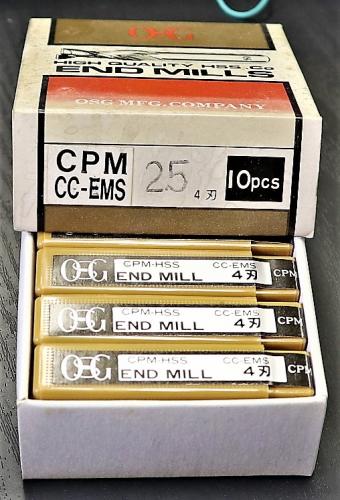 OSG
HIGH QUALITY HSS-Co
END MILLS
OSG MFG. COMPANY
CPM
CC-EMS
25
4刃
10pcs
OSG
CPM-HSS CC-EMS
END MILL 4刃
CPM
OSG
CPM-HSS CC-EMS
END MILL 4刃
CPM
OSG
CPM-HSS CC-EMS
END MILL 4刃
CPM